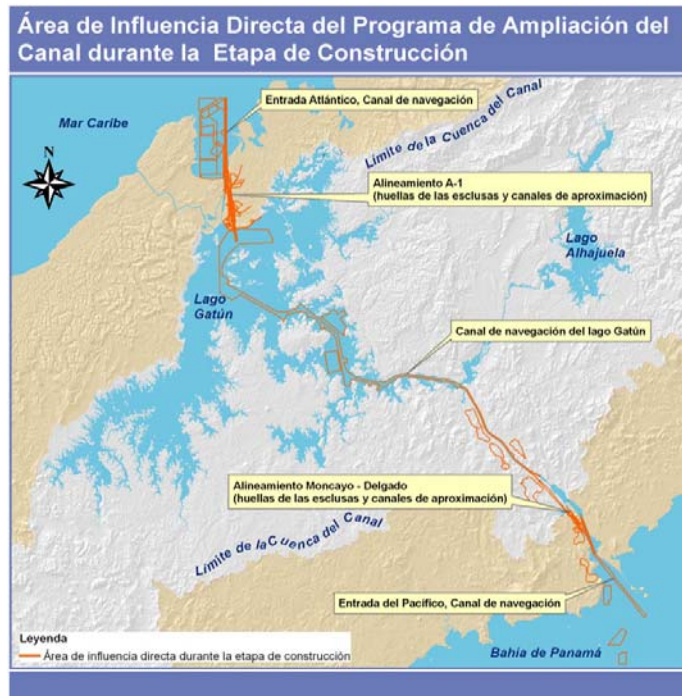 Área de Influencia Directa del Programa de Ampliación del
Canal durante la Etapa de Construcción
Entrada Atlántico, Canal de navegación
Mar Caribe
Límite de la Cuenca del Canal
Alineamiento A-1
(huellas de las esclusas y canales de aproximación)
Lago
Alhajuela
Lago
Gatún
Canal de navegación del lago Gatún
Alineamiento Moncayo - Delgado
(huellas de las esclusas y canales de aproximación)
Límite de la Cuenca del Canal
Entrada del Pacífico, Canal de navegación
Leyenda
Área de influencia directa durante la etapa de construcción
Bahía de Panamá